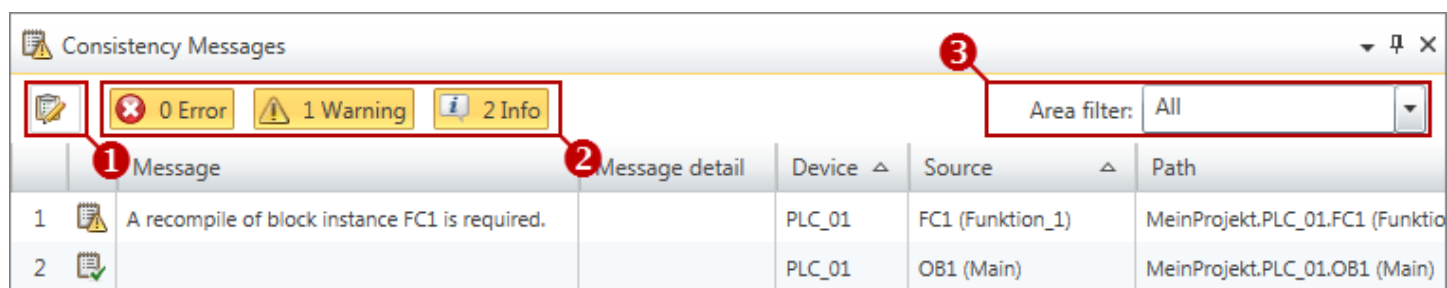 Consistency Messages
3
0 Error 1 Warning 2 Info Area filter: All
1 2
Message Message detail Device Source Path
1 A recompile of block instance FC1 is required. PLC_01 FC1 (Funktion_1) MeinProjekt.PLC_01.FC1 (Funktio
2 PLC_01 OB1 (Main) MeinProjekt.PLC_01.OB1 (Main)